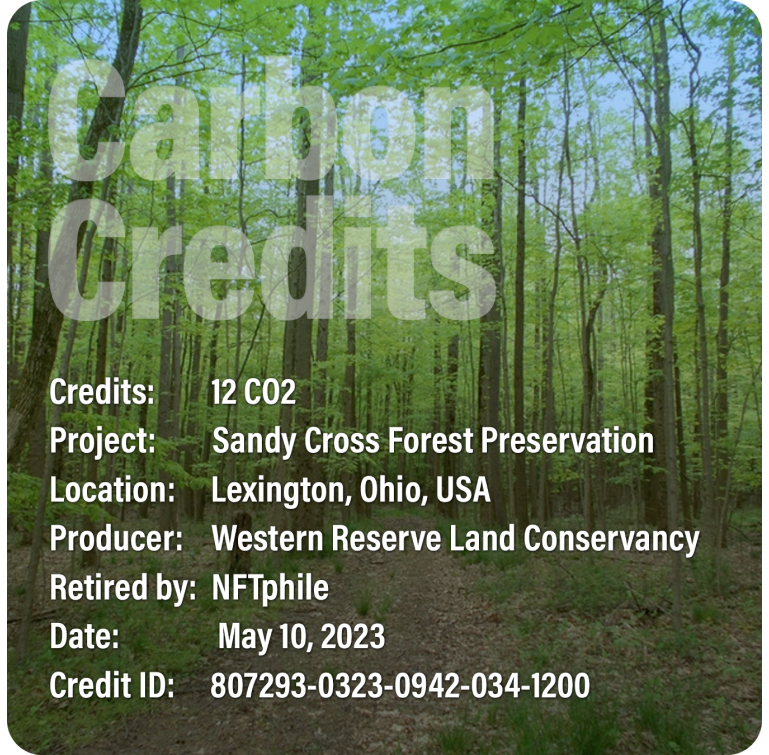 Carbon
Credits
Credits: 12 CO2
Project: Sandy Cross Forest Preservation
Location: Lexington, Ohio, USA
Producer: Western Reserve Land Conservancy
Retired by: NFTphile
Date: May 10, 2023
Credit ID: 807293-0323-0942-034-1200